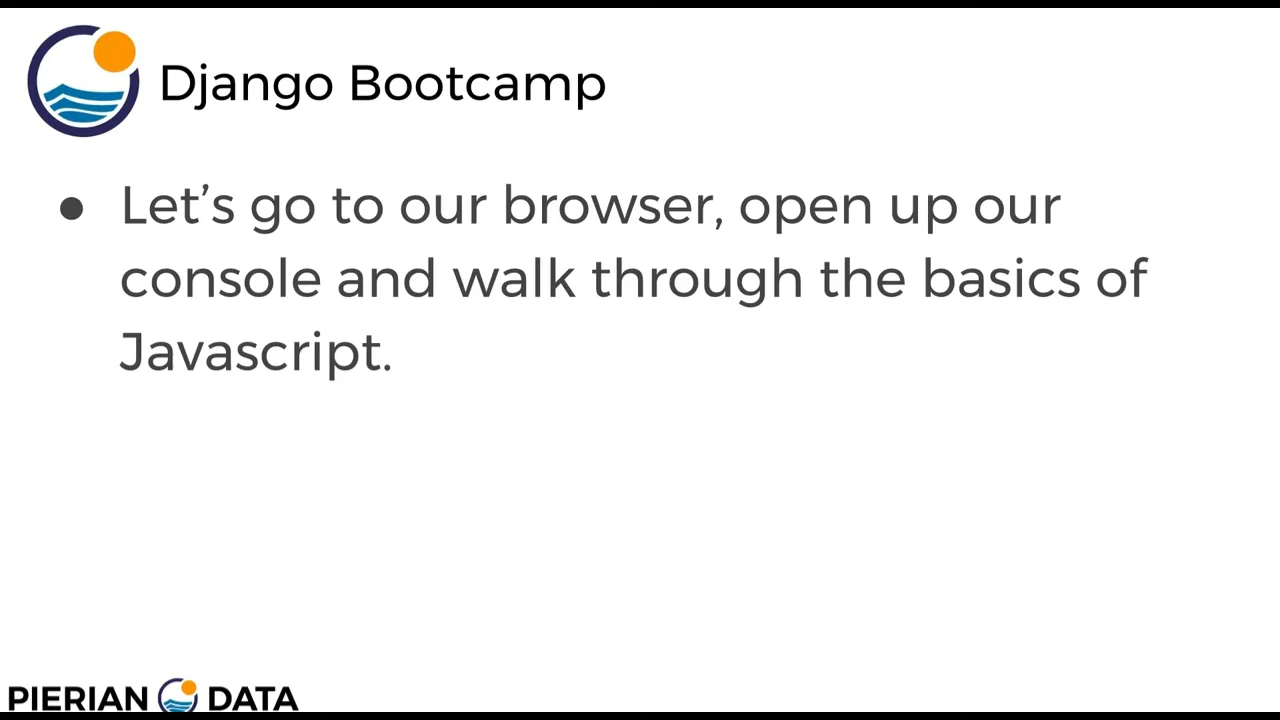 Django Bootcamp
● Let’s go to our browser, open up our
console and walk through the basics of
Javascript.
PIERIAN DATA